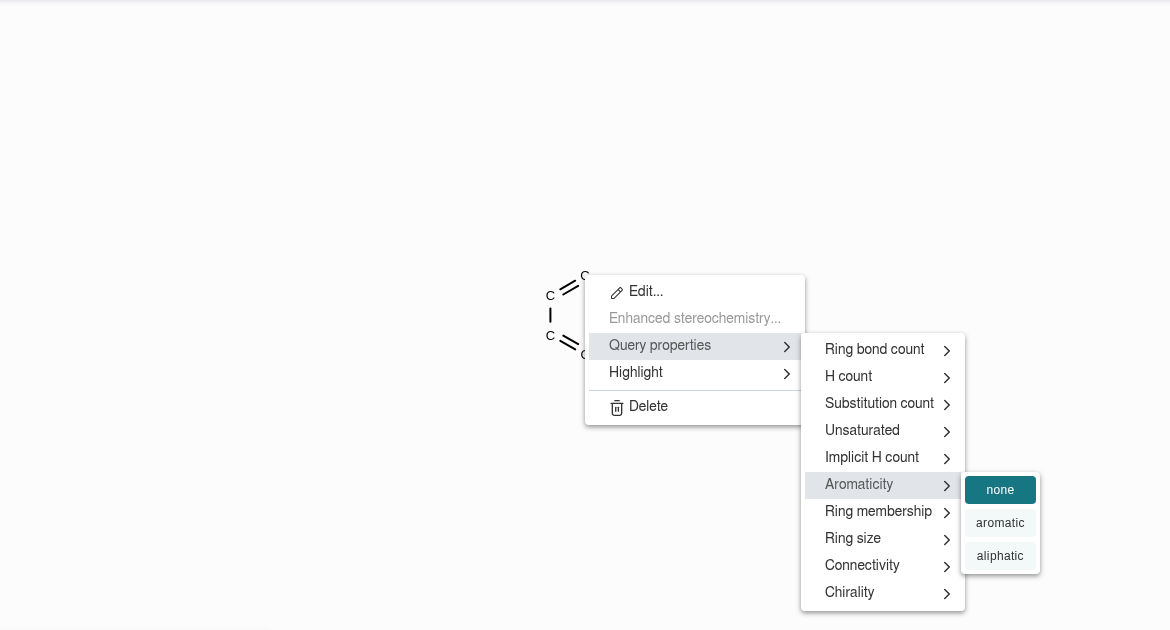 C
C
C
C
Edit...
Enhanced stereochemistry...
Query properties
Highlight
Delete
Ring bond count
H count
Substitution count
Unsaturated
Implicit H count
Aromaticity
Ring membership
Ring size
Connectivity
Chirality
none
aromatic
aliphatic